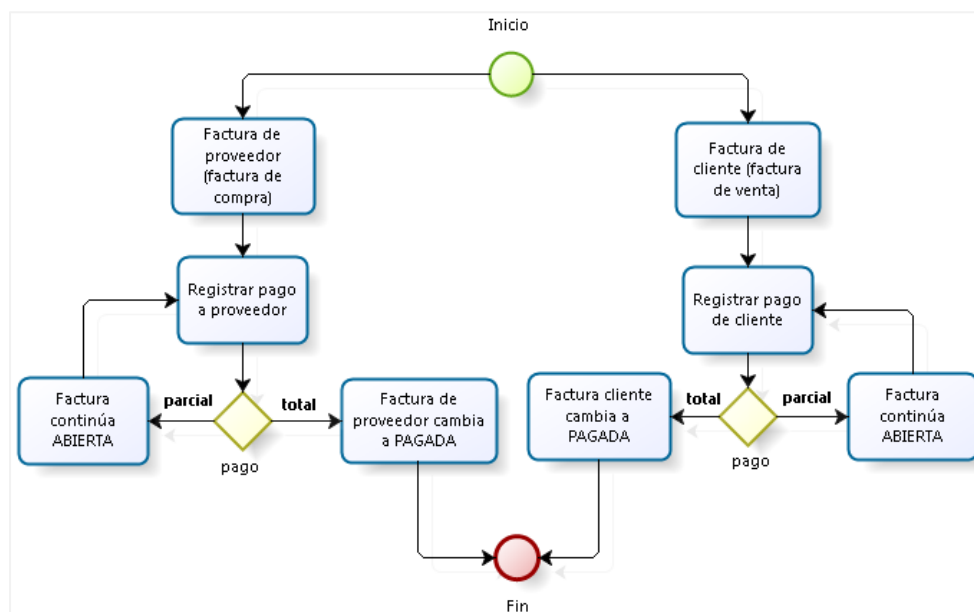 Inicio
Factura de
proveedor
(factura de
compra)
Factura de
cliente (factura
de venta)
Registrar pago
a proveedor
Registrar pago
de cliente
Factura
continúa
ABIERTA
parcial
pago
total
Factura de
proveedor cambia
a PAGADA
Factura cliente
cambia a
PAGADA
total
pago
parcial
Factura
continúa
ABIERTA
Fin